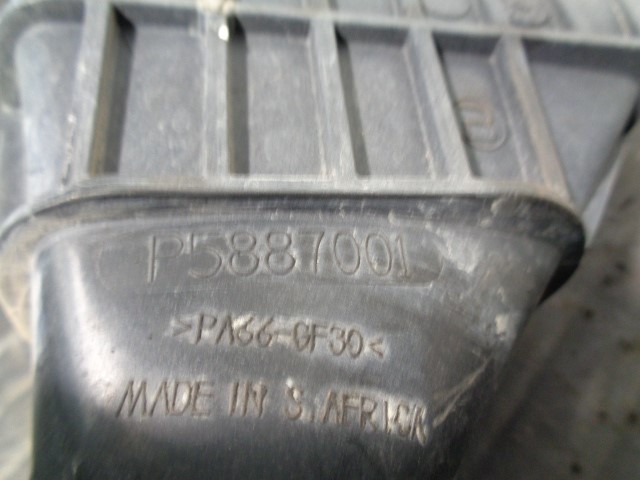 P5887001
>PA66-GF30<
MADE IN S.AFRICA